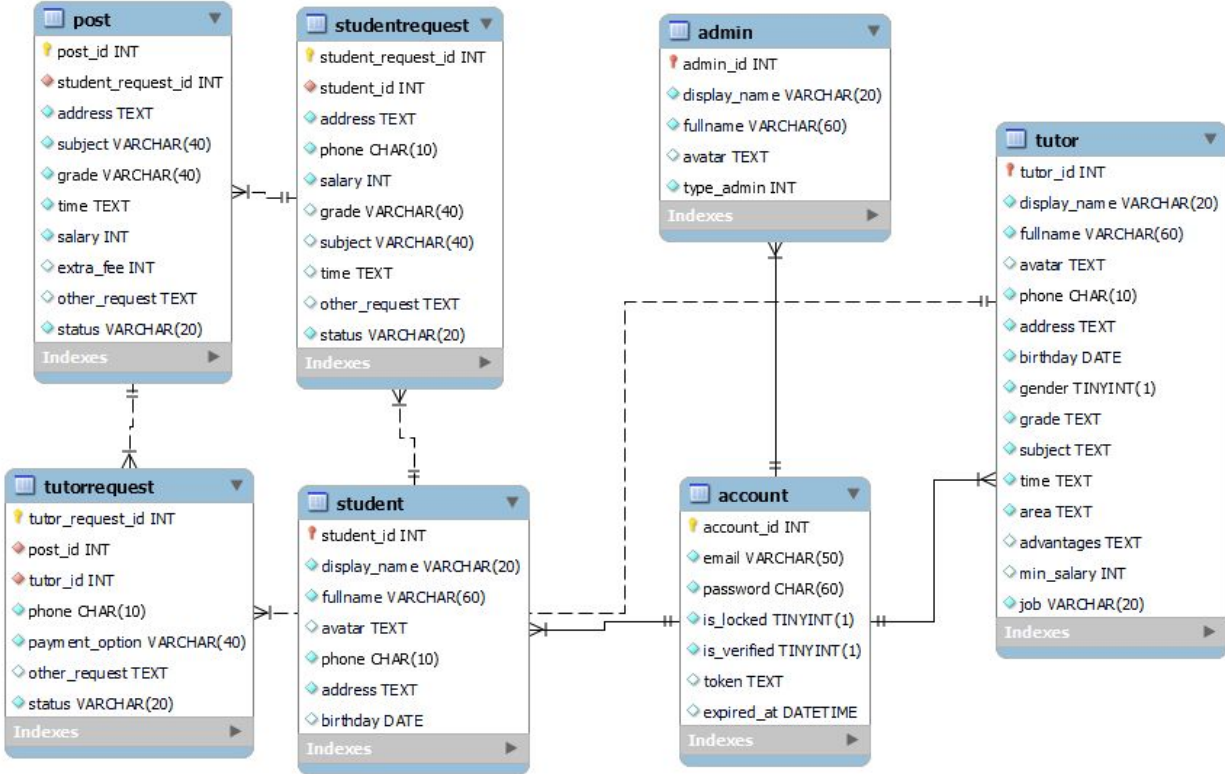 post
post_id INT
student_request_id INT
address TEXT
subject VARCHAR(40)
grade VARCHAR(40)
time TEXT
salary INT
extra_fee INT
other_request TEXT
status VARCHAR(20)
Indexes
studentrequest
student_request_id INT
student_id INT
address TEXT
phone CHAR(10)
salary INT
grade VARCHAR(40)
subject VARCHAR(40)
time TEXT
other_request TEXT
status VARCHAR(20)
Indexes
admin
admin_id INT
display_name VARCHAR(20)
fullname VARCHAR(60)
avatar TEXT
type_admin INT
Indexes
tutor
tutor_id INT
display_name VARCHAR(20)
fullname VARCHAR(60)
avatar TEXT
phone CHAR(10)
address TEXT
birthday DATE
gender TINYINT(1)
grade TEXT
subject TEXT
time TEXT
area TEXT
advantages TEXT
min_salary INT
job VARCHAR(20)
Indexes
tutorrequest
tutor_request_id INT
post_id INT
tutor_id INT
phone CHAR(10)
payment_option VARCHAR(40)
other_request TEXT
status VARCHAR(20)
Indexes
student
student_id INT
display_name VARCHAR(20)
fullname VARCHAR(60)
avatar TEXT
phone CHAR(10)
address TEXT
birthday DATE
Indexes
account
account_id INT
email VARCHAR(50)
password CHAR(60)
is_locked TINYINT(1)
is_verified TINYINT(1)
token TEXT
expired_at DATETIME
Indexes